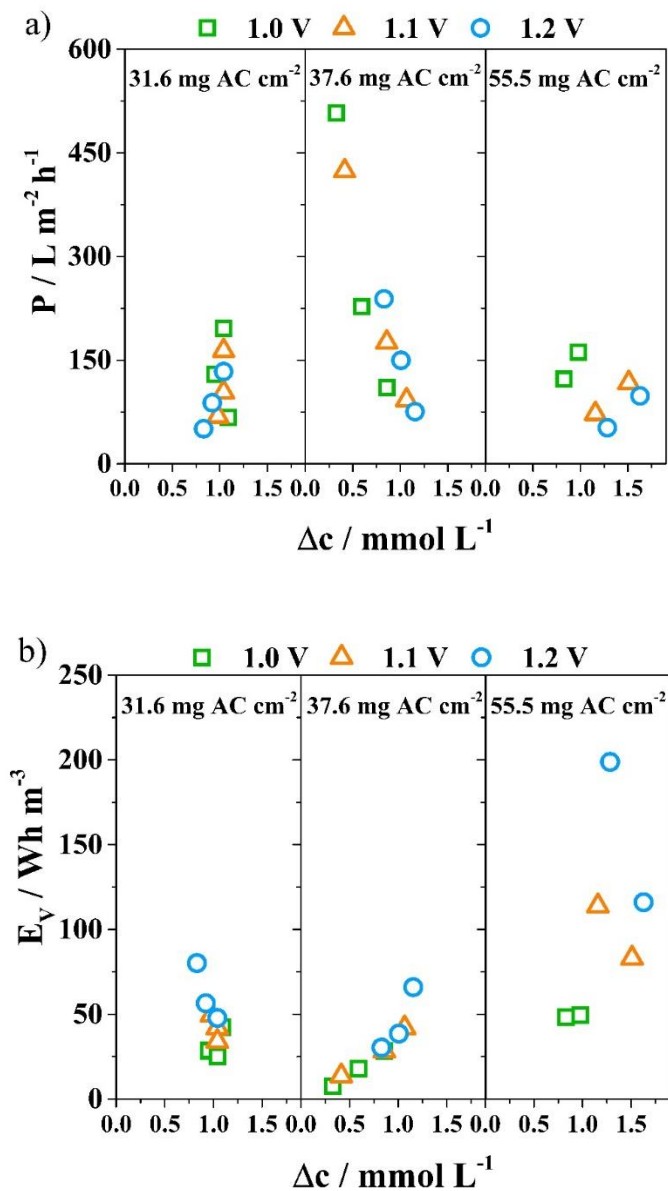 a)
1.0 V 1.1 V 1.2 V
600
450
300
150
0
P / L m⁻² h⁻¹
31.6 mg AC cm⁻² 37.6 mg AC cm⁻² 55.5 mg AC cm⁻²
0.0 0.5 1.0 1.5 0.0 0.5 1.0 1.5 0.0 0.5 1.0 1.5
Δc / mmol L⁻¹
b)
1.0 V 1.1 V 1.2 V
250
200
150
100
50
0
E_V / Wh m⁻³
31.6 mg AC cm⁻² 37.6 mg AC cm⁻² 55.5 mg AC cm⁻²
0.0 0.5 1.0 1.5 0.0 0.5 1.0 1.5 0.0 0.5 1.0 1.5
Δc / mmol L⁻¹